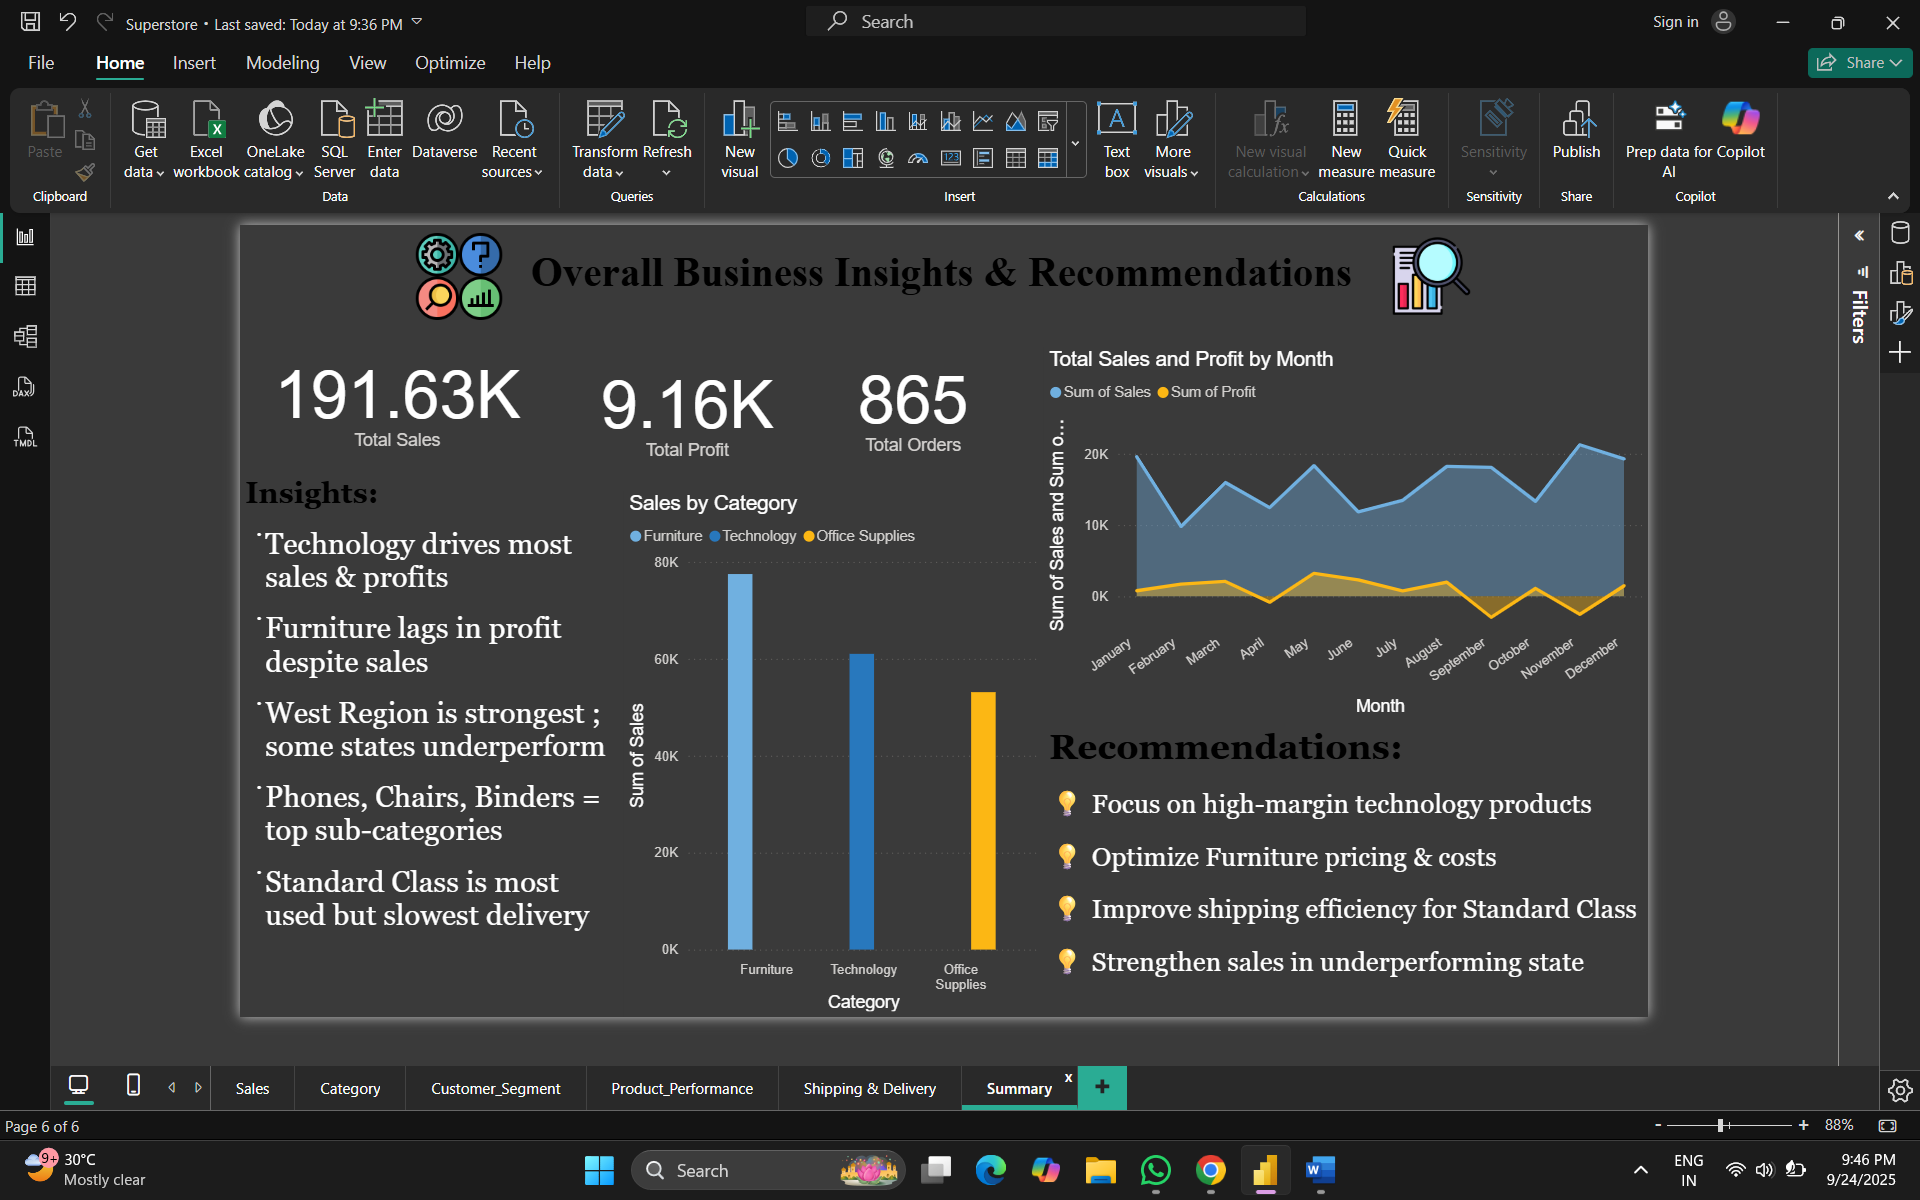 Superstore • Last saved: Today at 9:36 PM
Search
Sign in
File
Home
Insert
Modeling
View
Optimize
Help
Share
Paste
Get
data
Excel
workbook
OneLake
catalog
SQL
Server
Enter
data
Dataverse
Recent
sources
Transform
data
Refresh
New
visual
123
A
Text
box
More
visuals
New visual
calculation
New
measure
Quick
measure
Sensitivity
Publish
Prep data for
AI
Copilot
Clipboard
Data
Queries
Insert
Calculations
Sensitivity
Share
Copilot
DAX
TMDL
Filters
Overall Business Insights & Recommendations
191.63K
Total Sales
9.16K
Total Profit
865
Total Orders
Insights:
Technology drives most
sales & profits
Furniture lags in profit
despite sales
West Region is strongest ;
some states underperform
Phones, Chairs, Binders =
top sub-categories
Standard Class is most
used but slowest delivery
Sales by Category
Furniture Technology Office Supplies
Sum of Sales
80K
60K
40K
20K
0K
Furniture
Technology
Office
Supplies
Category
Total Sales and Profit by Month
Sum of Sales Sum of Profit
Sum of Sales and Sum o...
20K
10K
0K
January
February
March
April
May
June
July
August
September
October
November
December
Month
Recommendations:
Focus on high-margin technology products
Optimize Furniture pricing & costs
Improve shipping efficiency for Standard Class
Strengthen sales in underperforming state
Sales
Category
Customer_Segment
Product_Performance
Shipping & Delivery
Summary
x
+
Page 6 of 6
- + 88%
9+
30°C
Mostly clear
Search
W
ENG
IN
9:46 PM
9/24/2025